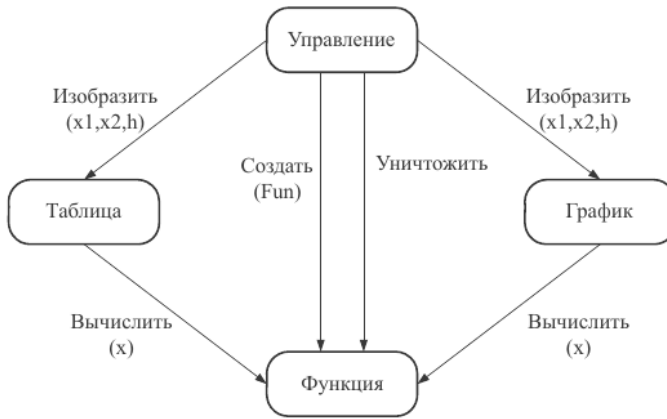 Управление
Изобразить
(x1,x2,h)
Изобразить
(x1,x2,h)
Создать
(Fun)
Уничтожить
Таблица
График
Вычислить
(x)
Вычислить
(x)
Функция